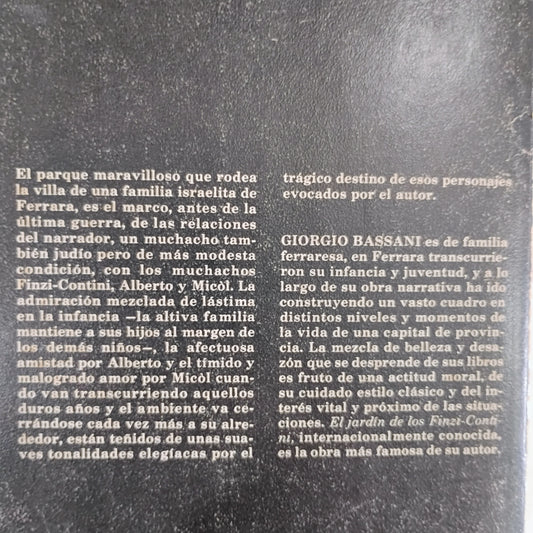 El parque maravilloso que rodea
la villa de una familia israelita de
Ferrara, es el marco, antes de la
última guerra, de las relaciones
del narrador, un muchacho tam-
bién judío pero de más modesta
condición, con los muchachos
Finzi-Contini, Alberto y Micòl. La
admiración mezclada de lástima
en la infancia —la altiva familia
mantiene a sus hijos al margen de
los demás niños—, la afectuosa
amistad por Alberto y el tímido y
malogrado amor por Micòl cuan-
do van transcurriendo aquellos
duros años y el ambiente va ce-
rrándose cada vez más a su alre-
dedor, están teñidos de unas sua-
ves tonalidades elegíacas por el
trágico destino de esos personajes
evocados por el autor.
GIORGIO BASSANI es de familia
ferraresa, en Ferrara transcurrie-
ron su infancia y juventud, y a lo
largo de su obra narrativa ha ido
construyendo un vasto cuadro en
distintos niveles y momentos de
la vida de una capital de provin-
cia. La mezcla de belleza y desa-
zón que se desprende de sus libros
es fruto de una actitud moral, de
su cuidado estilo clásico y del in-
terés vital y próximo de las situa-
ciones. El jardín de los Finzi-Conti-
ni, internacionalmente conocida,
es la obra más famosa de su autor.